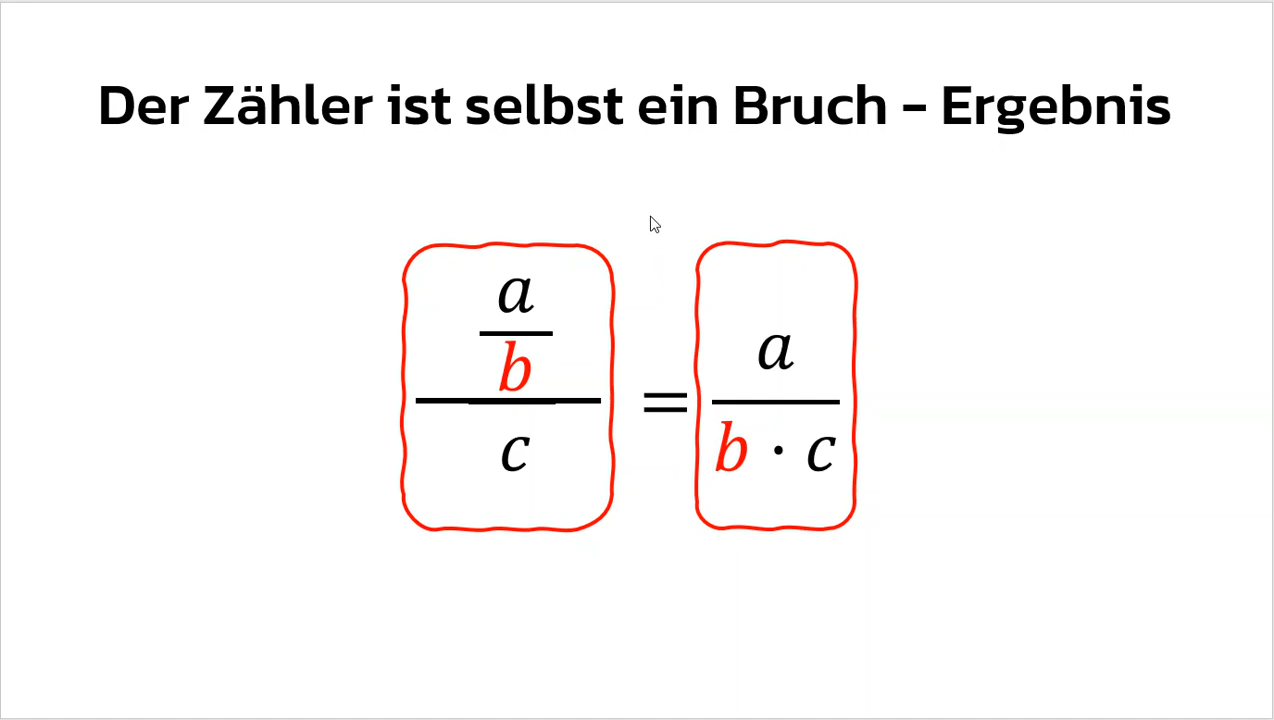 Der Zähler ist selbst ein Bruch - Ergebnis
a
b
c
=
a
b · c